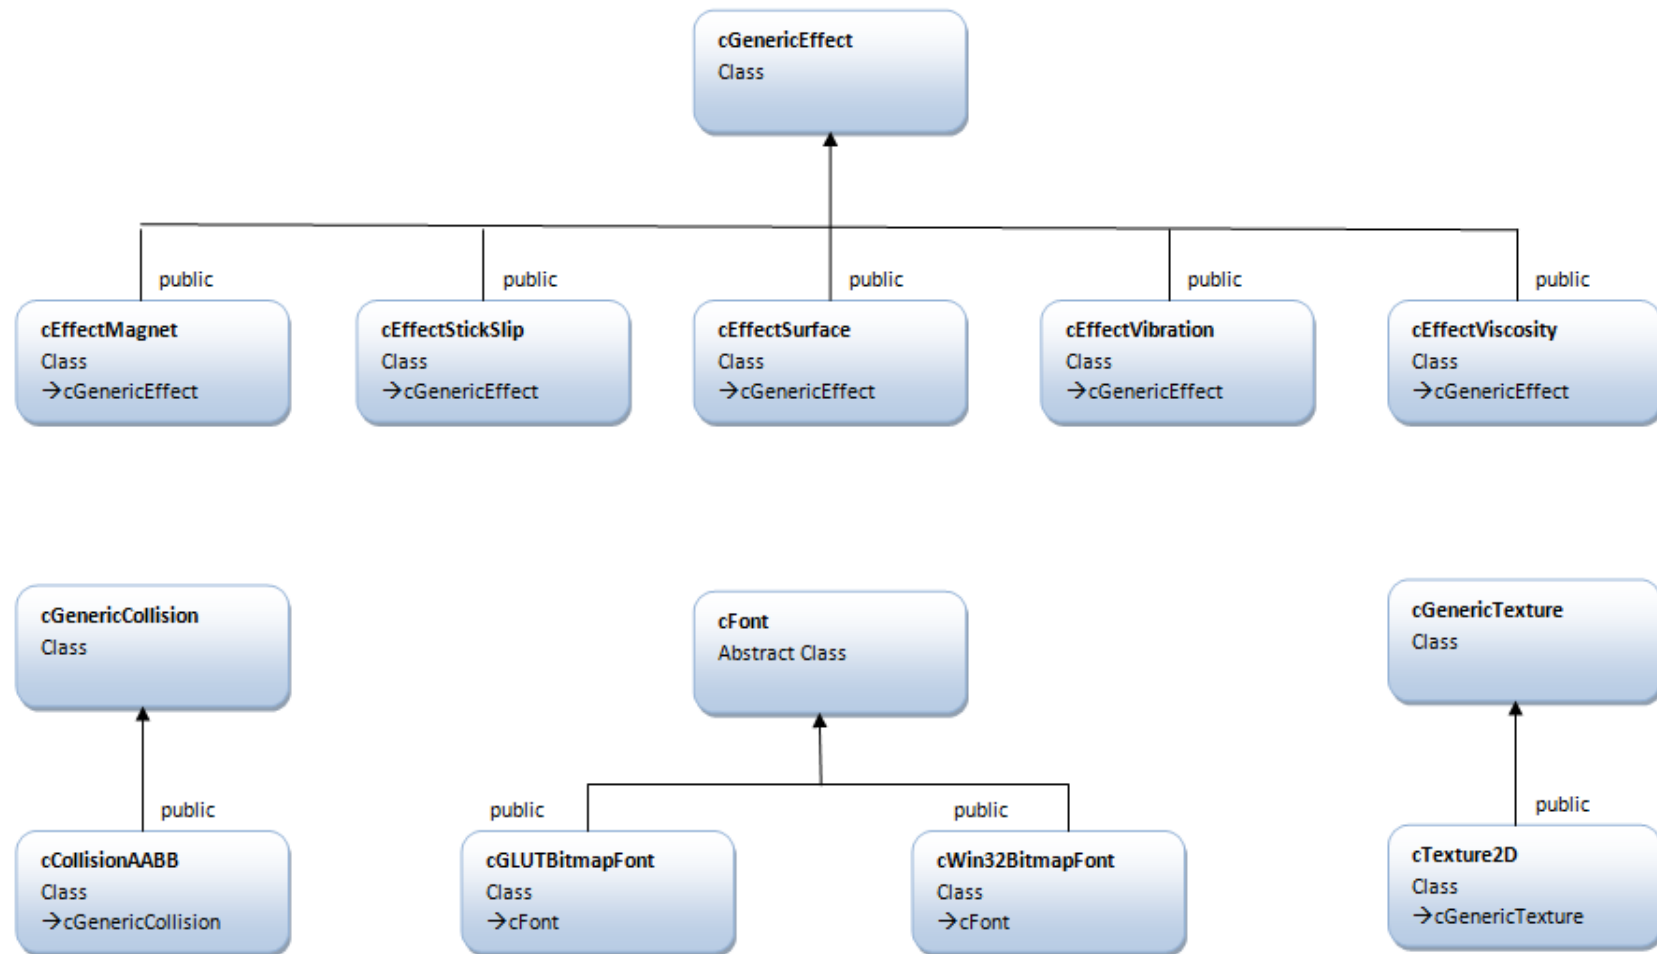 cGenericEffect
Class
public
public
public
public
public
cEffectMagnet
Class
→cGenericEffect
cEffectStickSlip
Class
→cGenericEffect
cEffectSurface
Class
→cGenericEffect
cEffectVibration
Class
→cGenericEffect
cEffectViscosity
Class
→cGenericEffect
cGenericCollision
Class
cFont
Abstract Class
cGenericTexture
Class
public
public
public
public
cCollisionAABB
Class
→cGenericCollision
cGLUTBitmapFont
Class
→cFont
cWin32BitmapFont
Class
→cFont
cTexture2D
Class
→cGenericTexture